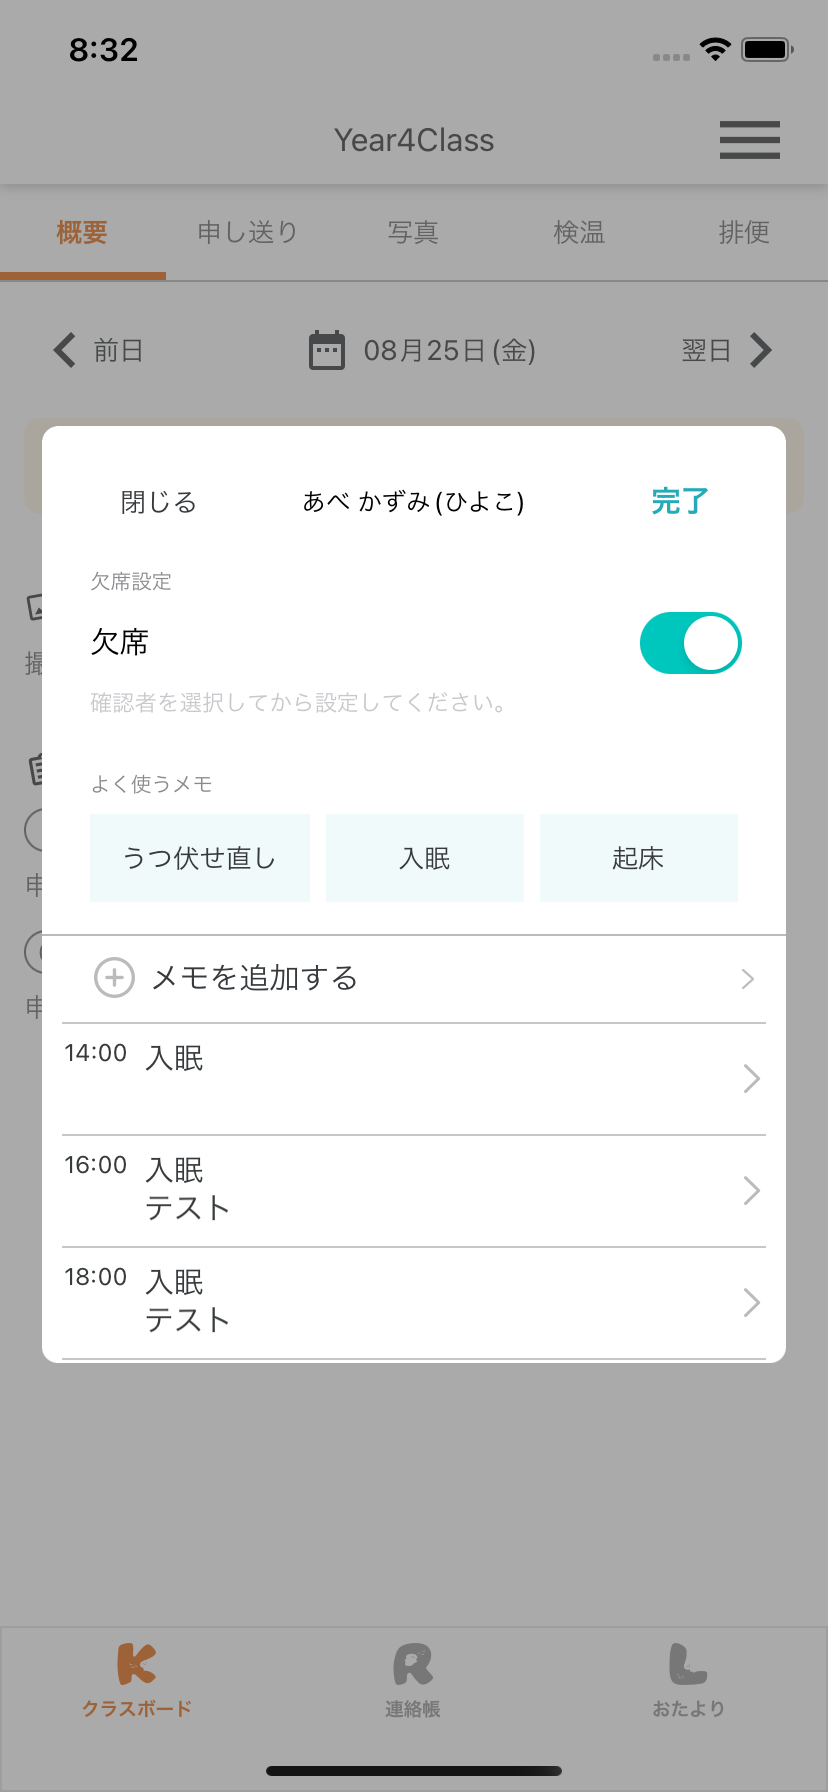 8:32
Year4Class
概要 申し送り 写真 検温 排便
前日 08月25日(金) 翌日
閉じる あべ かずみ(ひよこ) 完了
欠席設定
欠席
確認者を選択してから設定してください。
よく使うメモ
うつ伏せ直し 入眠 起床
メモを追加する
14:00 入眠
16:00 入眠
テスト
18:00 入眠
テスト
撮
申
申
クラスボード 連絡帳 おたより